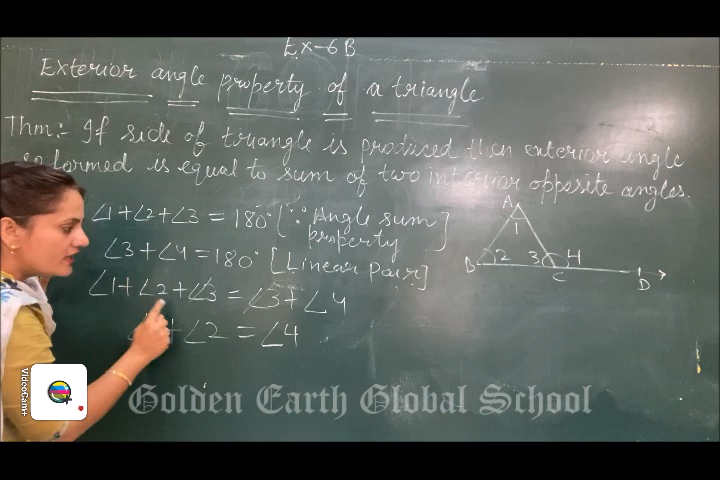 Ex-6B
Exterior angle property of a triangle
Thm:- If side of triangle is produced then exterior angle
so formed is equal to sum of two interior opposite angles.
∠1+∠2+∠3 = 180° [∵ Angle sum property]
∠3+∠4 = 180° [Linear Pair]
∠1+∠2+∠3 = ∠3+∠4
+∠2 = ∠4
A
1
B 2 3 4
C
D
VideoCam+
Golden Earth Global School